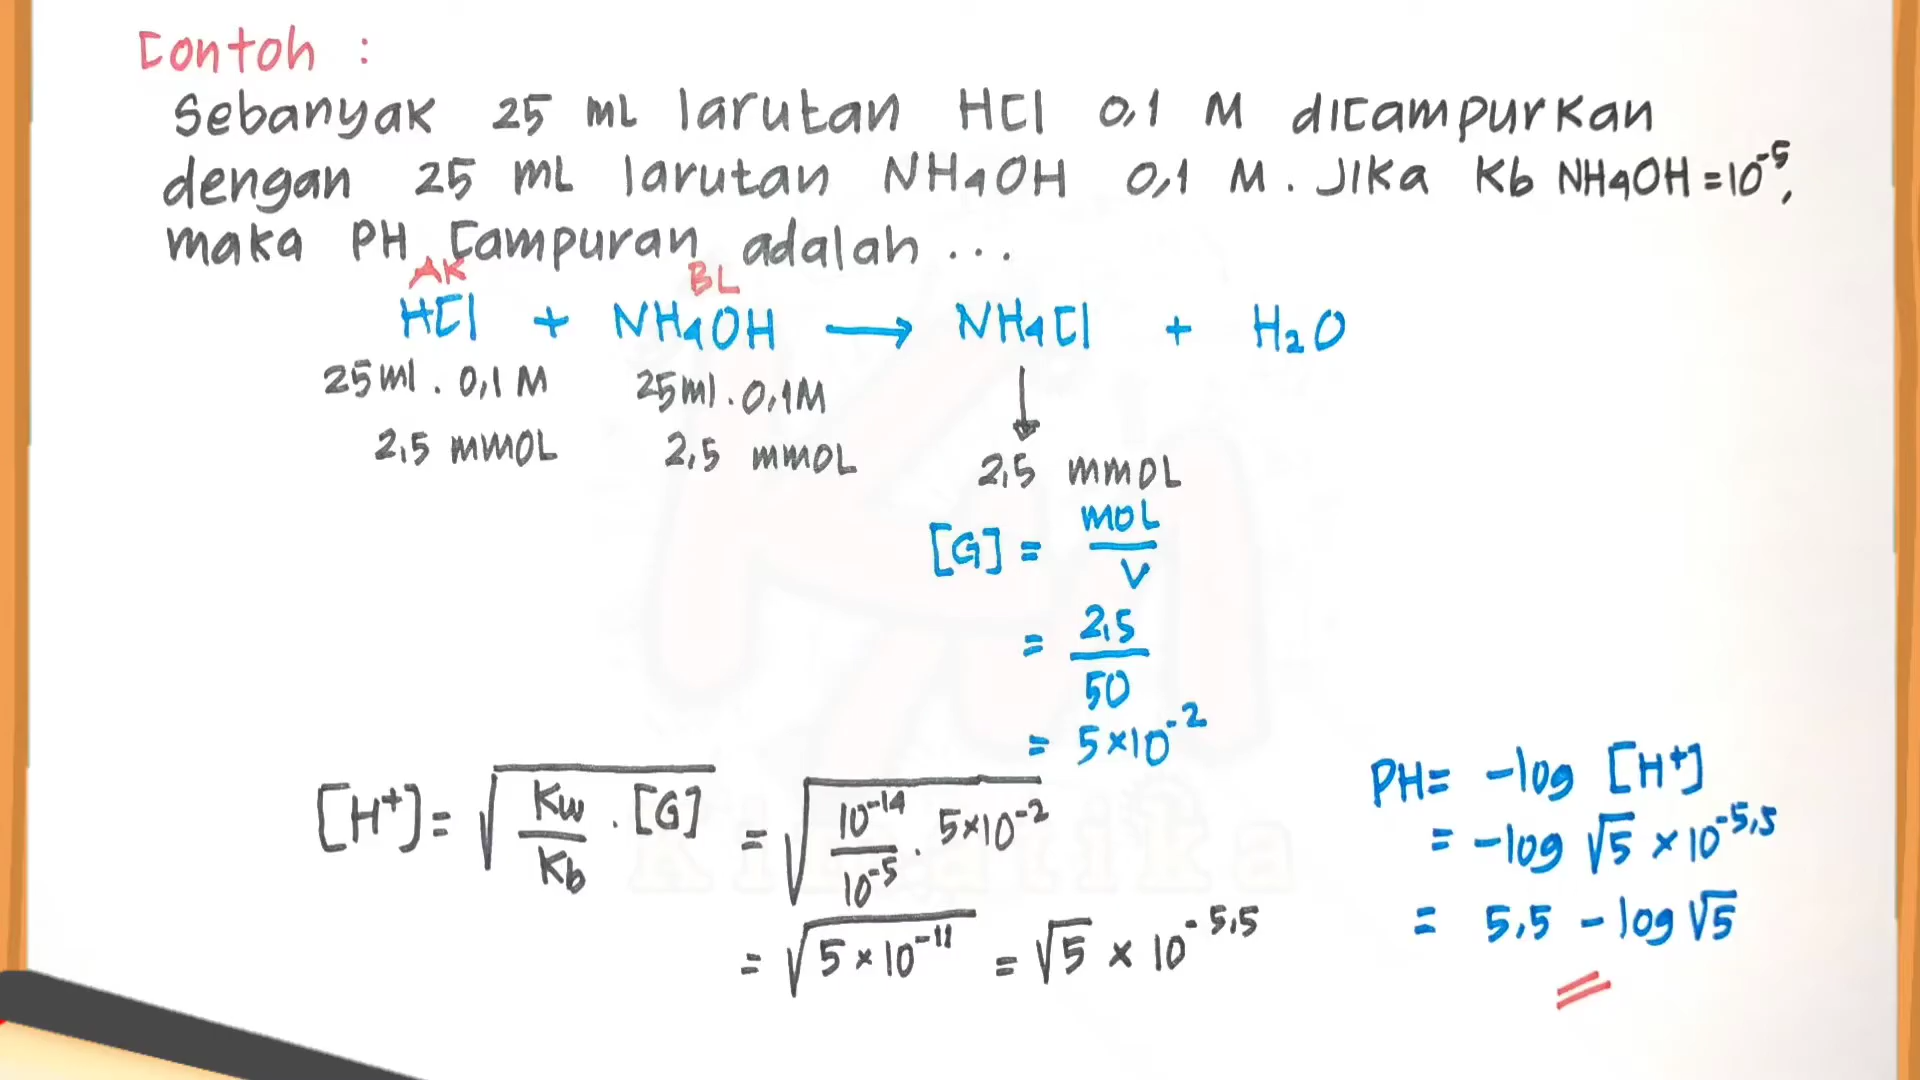 Contoh :
Sebanyak 25 mL larutan HCl 0,1 M dicampurkan
dengan 25 mL larutan NH4OH 0,1 M. Jika Kb NH4OH = 10^-5,
maka PH Campuran adalah ...
AK BL
HCl + NH4OH → NH4Cl + H2O
25 ml . 0,1 M 25 ml . 0,1 M ↓
2,5 mmOL 2,5 mmOL 2,5 mmOL
[G] = mOL / V
= 2,5 / 50
= 5×10^-2
[H+] = √(Kw/Kb . [G]) = √(10^-14/10^-5 . 5×10^-2)
= √(5 × 10^-11) = √5 × 10^-5,5
PH = -log [H+]
= -log √5 × 10^-5,5
= 5,5 - log √5
Kimatika